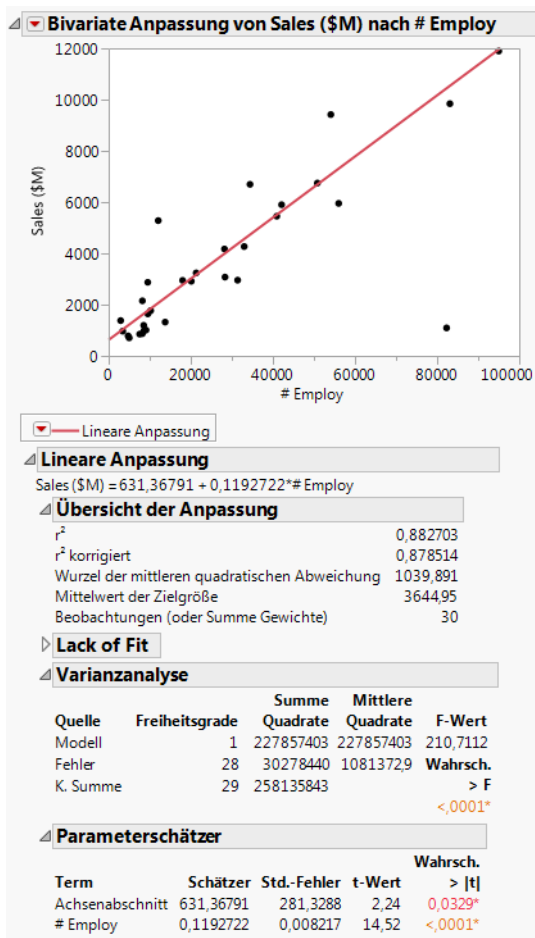 Bivariate Anpassung von Sales ($M) nach # Employ
12000
10000
8000
6000
4000
2000
0
Sales ($M)
0 20000 40000 60000 80000 100000
# Employ
Lineare Anpassung
Lineare Anpassung
Sales ($M) = 631,36791 + 0,1192722*# Employ
Übersicht der Anpassung
r² 0,882703
r² korrigiert 0,878514
Wurzel der mittleren quadratischen Abweichung 1039,891
Mittelwert der Zielgröße 3644,95
Beobachtungen (oder Summe Gewichte) 30
Lack of Fit
Varianzanalyse
Summe Mittlere
Quelle Freiheitsgrade Quadrate Quadrate F-Wert
Modell 1 227857403 227857403 210,7112
Fehler 28 30278440 1081372,9 Wahrsch.
K. Summe 29 258135843 > F
<,0001*
Parameterschätzer
Wahrsch.
Term Schätzer Std.-Fehler t-Wert > |t|
Achsenabschnitt 631,36791 281,3288 2,24 0,0329*
# Employ 0,1192722 0,008217 14,52 <,0001*